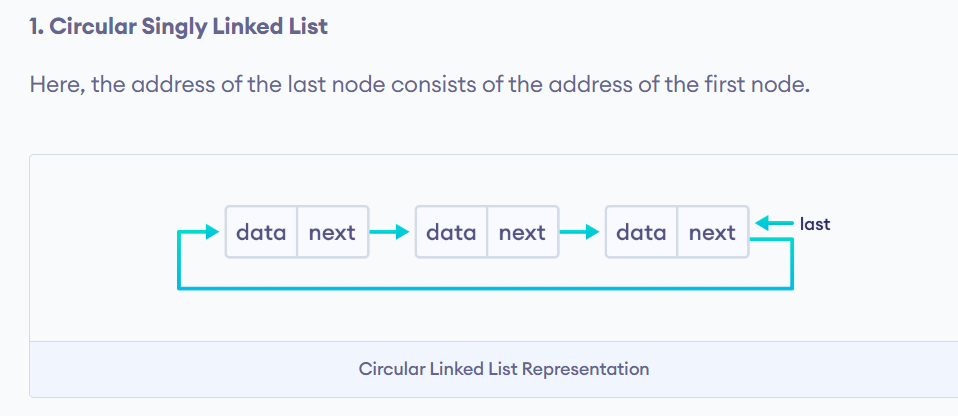 1. Circular Singly Linked List
Here, the address of the last node consists of the address of the first node.
data next data next data next last
Circular Linked List Representation